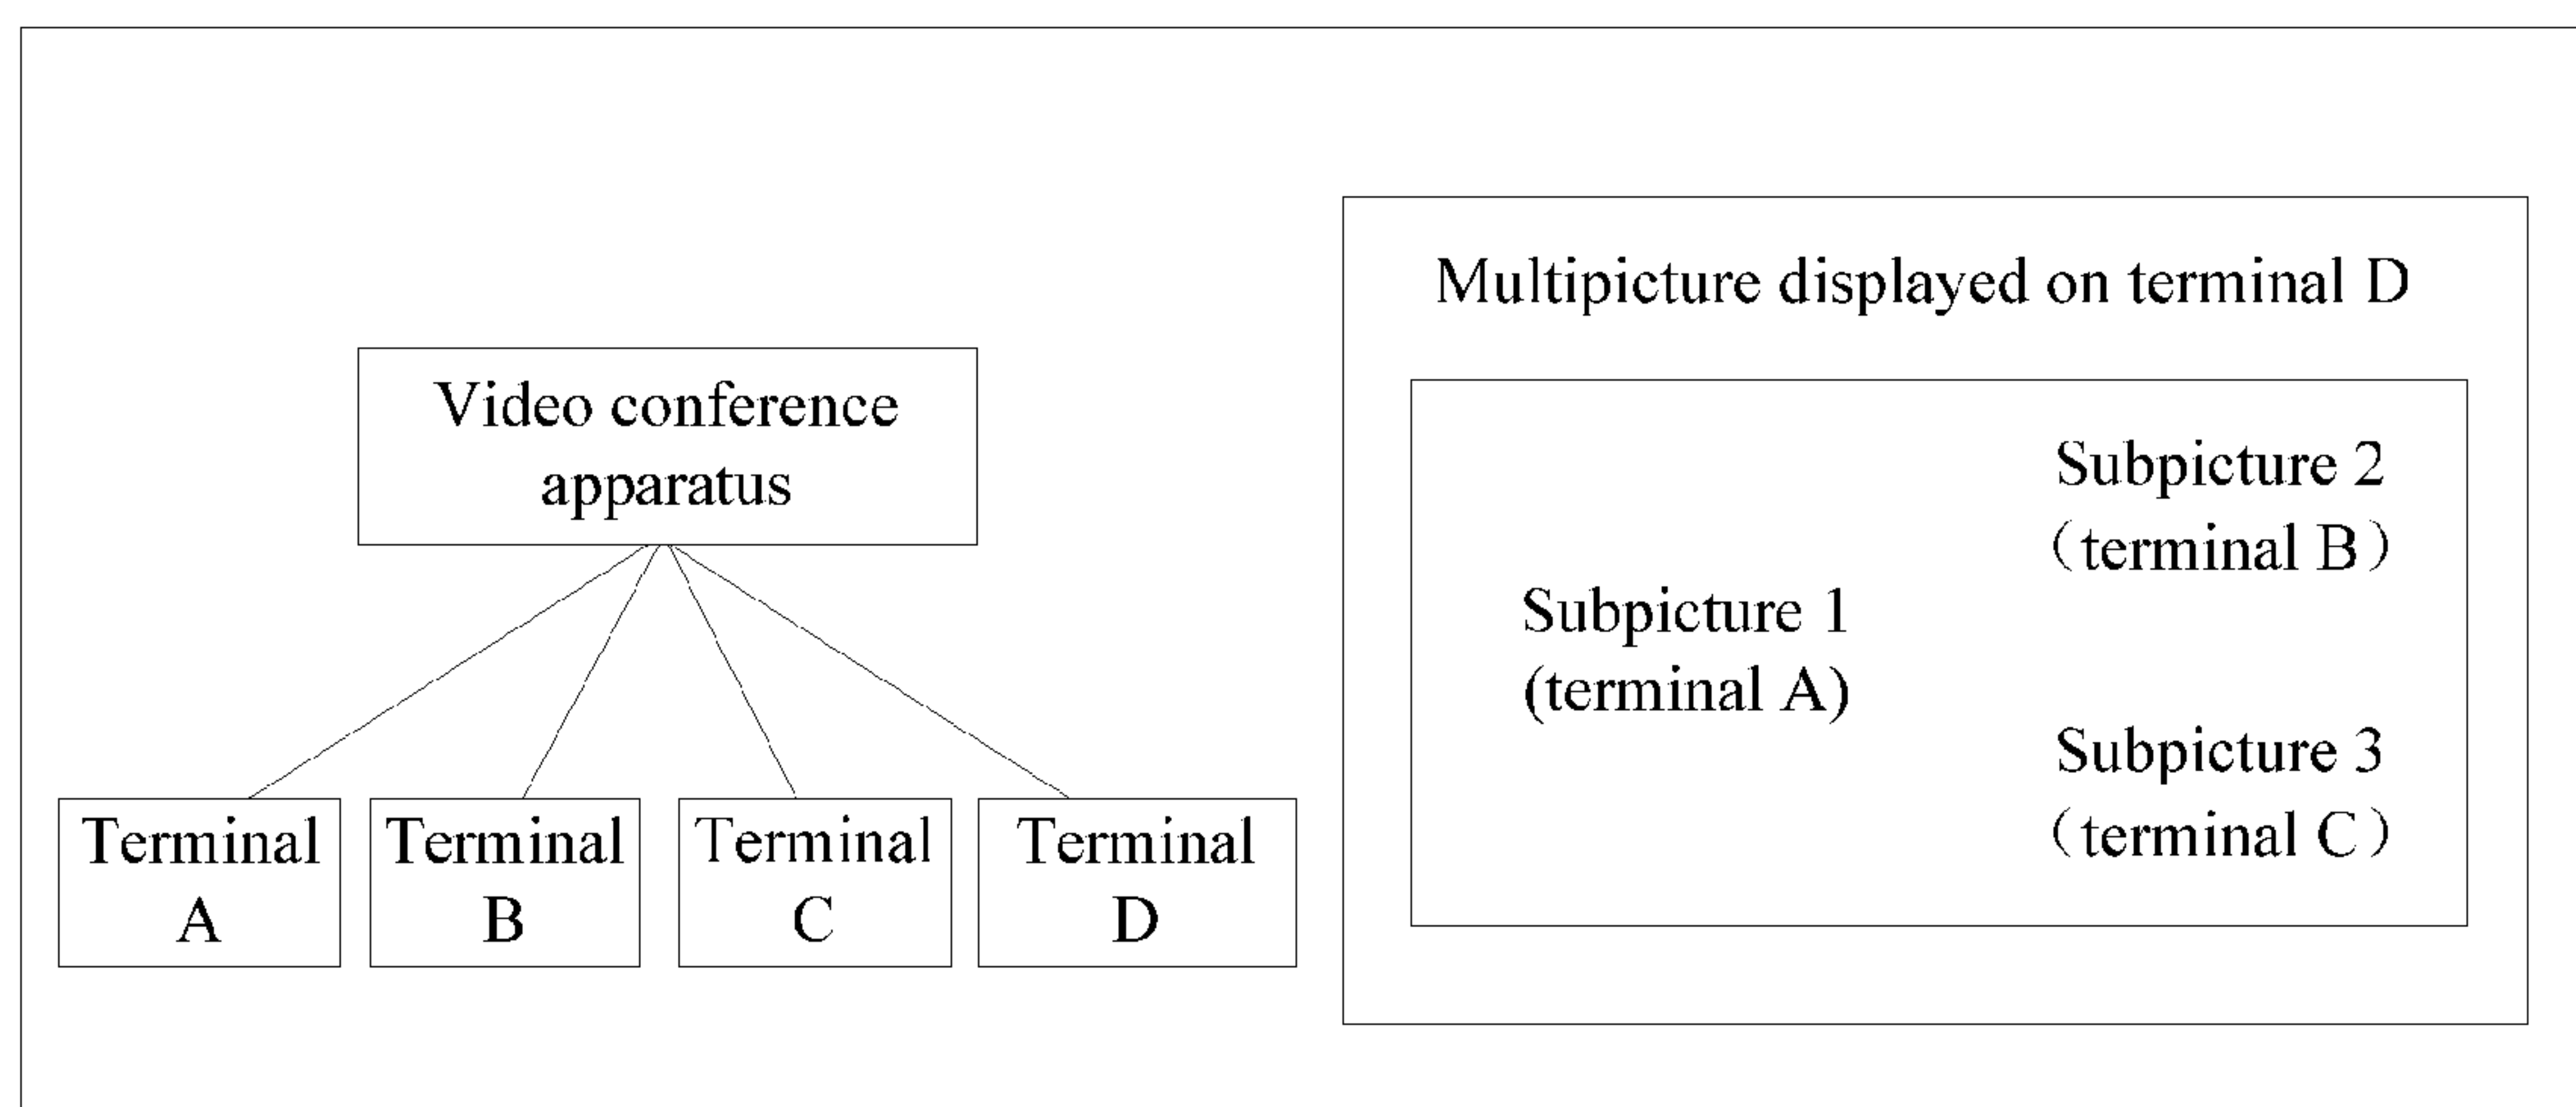 Video conference
apparatus
Terminal
A
Terminal
B
Terminal
C
Terminal
D
Multipicture displayed on terminal D
Subpicture 1
(terminal A)
Subpicture 2
（terminal B）
Subpicture 3
（terminal C）